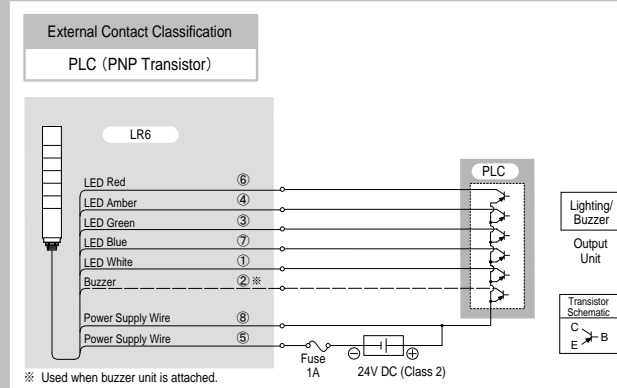 External Contact Classification
PLC (PNP Transistor)
LR6
PLC
LED Red ⑥
LED Amber ④
LED Green ③
LED Blue ⑦
LED White ①
Buzzer ②※
Power Supply Wire ⑧
Power Supply Wire ⑤
Fuse
1A
⊖ ⊕
24V DC (Class 2)
Lighting/
Buzzer
Output
Unit
Transistor
Schematic
C
B
E
※ Used when buzzer unit is attached.